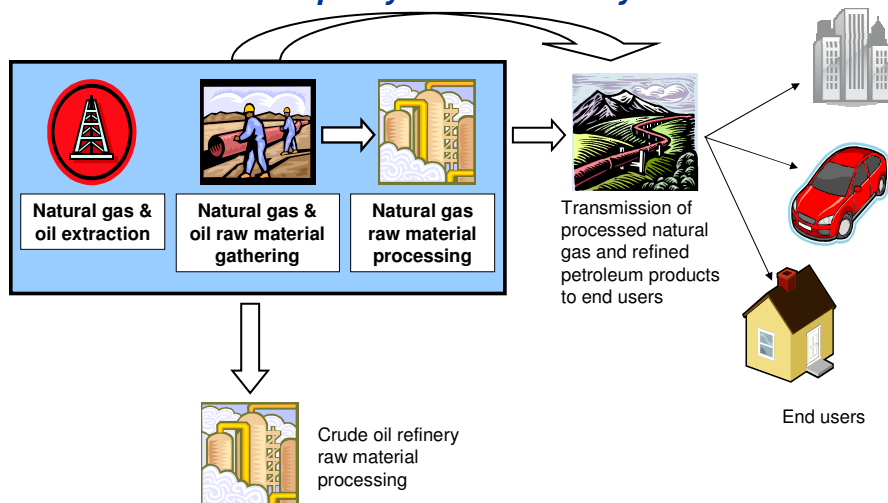 Natural gas &
oil extraction
Natural gas &
oil raw material
gathering
Natural gas
raw material
processing
Transmission of
processed natural
gas and refined
petroleum products
to end users
End users
Crude oil refinery
raw material
processing